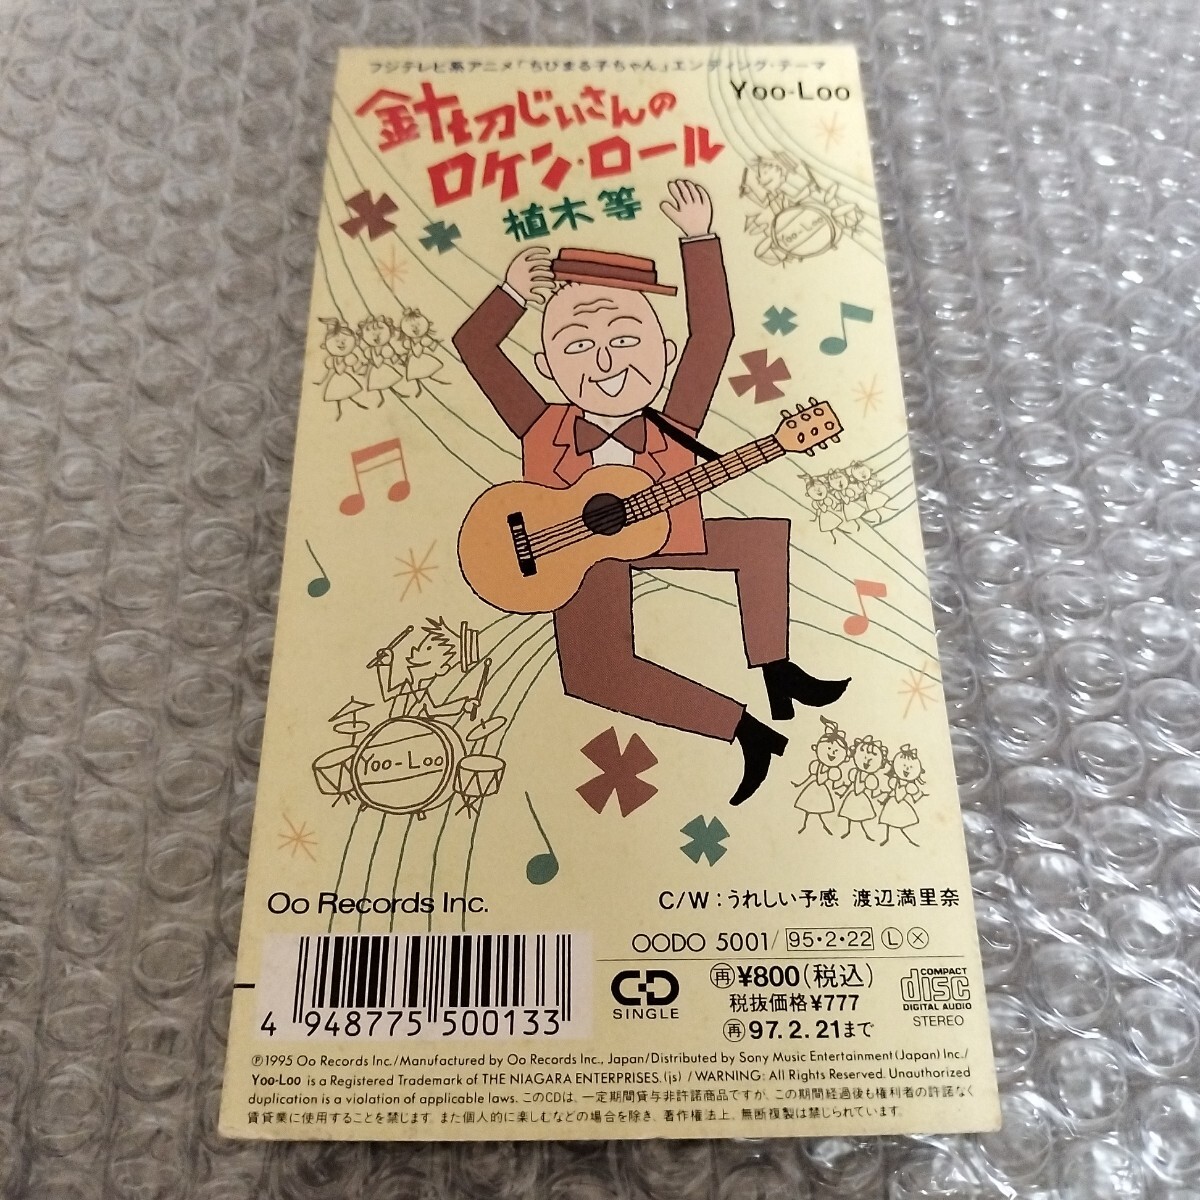 フジテレビ系アニメ「ちびまる子ちゃん」エンディング・テーマ
Yoo-Loo
針切じいさんの
ロケン・ロール
植木 等
Yoo-Loo
Yoo-Loo
Oo Records Inc.
C/W : うれしい予感 渡辺満里奈
OODO 5001/ 95・2・22 Ⓛ ⓧ
4 948775 500133
CD
SINGLE
再 ¥800(税込)
税抜価格¥777
再 97.2.21まで
COMPACT
disc
DIGITAL AUDIO
STEREO
Ⓟ1995 Oo Records Inc./Manufactured by Oo Records Inc., Japan/Distributed by Sony Music Entertainment (Japan) Inc./
Yoo-Loo is a Registered Trademark of THE NIAGARA ENTERPRISES. (js) / WARNING: All Rights Reserved. Unauthorized
duplication is a violation of applicable laws. このCDは、一定期間貸与非許諾商品ですが、この期間経過後も権利者の許諾なく
賃貸業に使用することを禁じます。また個人的に楽しむなどの場合を除き、著作権法上、無断複製は禁じられています。